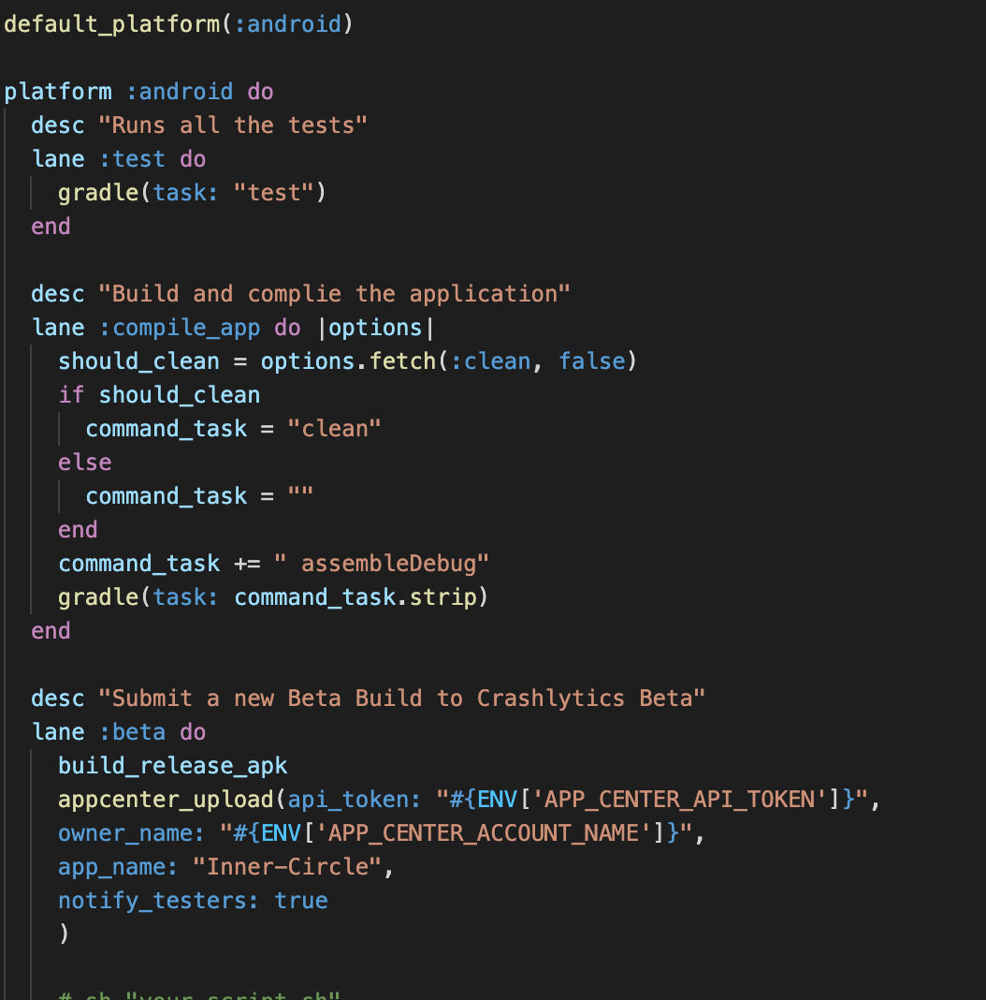 default_platform(:android)
platform :android do
desc "Runs all the tests"
lane :test do
gradle(task: "test")
end
desc "Build and complie the application"
lane :compile_app do |options|
should_clean = options.fetch(:clean, false)
if should_clean
command_task = "clean"
else
command_task = ""
end
command_task += " assembleDebug"
gradle(task: command_task.strip)
end
desc "Submit a new Beta Build to Crashlytics Beta"
lane :beta do
build_release_apk
appcenter_upload(api_token: "#{ENV['APP_CENTER_API_TOKEN']}",
owner_name: "#{ENV['APP_CENTER_ACCOUNT_NAME']}",
app_name: "Inner-Circle",
notify_testers: true
)
# sh "your_script.sh"